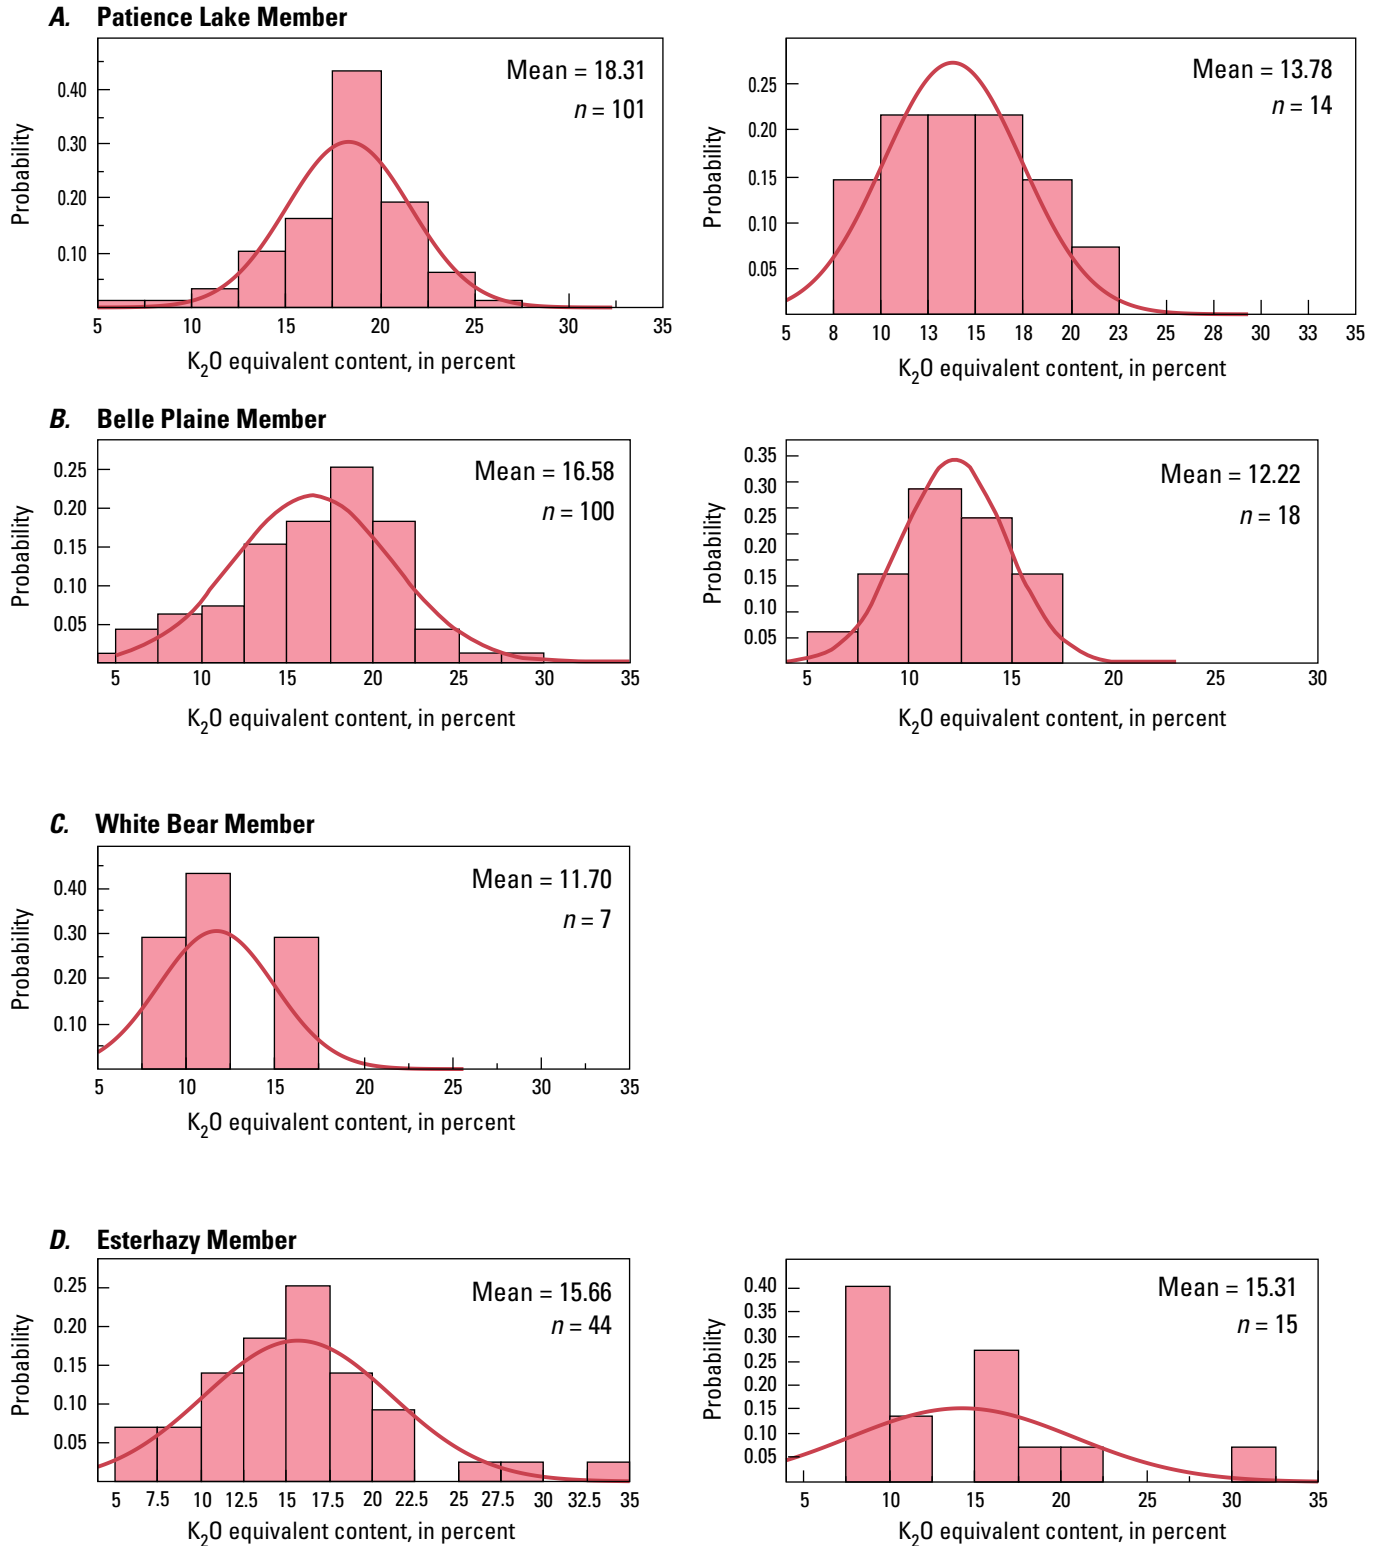 A. Patience Lake Member
Mean = 18.31
n = 101
Probability
0.40
0.30
0.20
0.10
5 10 15 20 25 30 35
K2O equivalent content, in percent
Mean = 13.78
n = 14
Probability
0.25
0.20
0.15
0.10
0.05
5 8 10 13 15 18 20 23 25 28 30 33 35
K2O equivalent content, in percent
B. Belle Plaine Member
Mean = 16.58
n = 100
Probability
0.25
0.20
0.15
0.10
0.05
5 10 15 20 25 30 35
K2O equivalent content, in percent
Mean = 12.22
n = 18
Probability
0.35
0.30
0.25
0.20
0.15
0.10
0.05
5 10 15 20 25 30
K2O equivalent content, in percent
C. White Bear Member
Mean = 11.70
n = 7
Probability
0.40
0.30
0.20
0.10
5 10 15 20 25 30 35
K2O equivalent content, in percent
D. Esterhazy Member
Mean = 15.66
n = 44
Probability
0.25
0.20
0.15
0.10
0.05
5 7.5 10 12.5 15 17.5 20 22.5 25 27.5 30 32.5 35
K2O equivalent content, in percent
Mean = 15.31
n = 15
Probability
0.40
0.35
0.30
0.25
0.20
0.15
0.10
0.05
5 10 15 20 25 30 35
K2O equivalent content, in percent